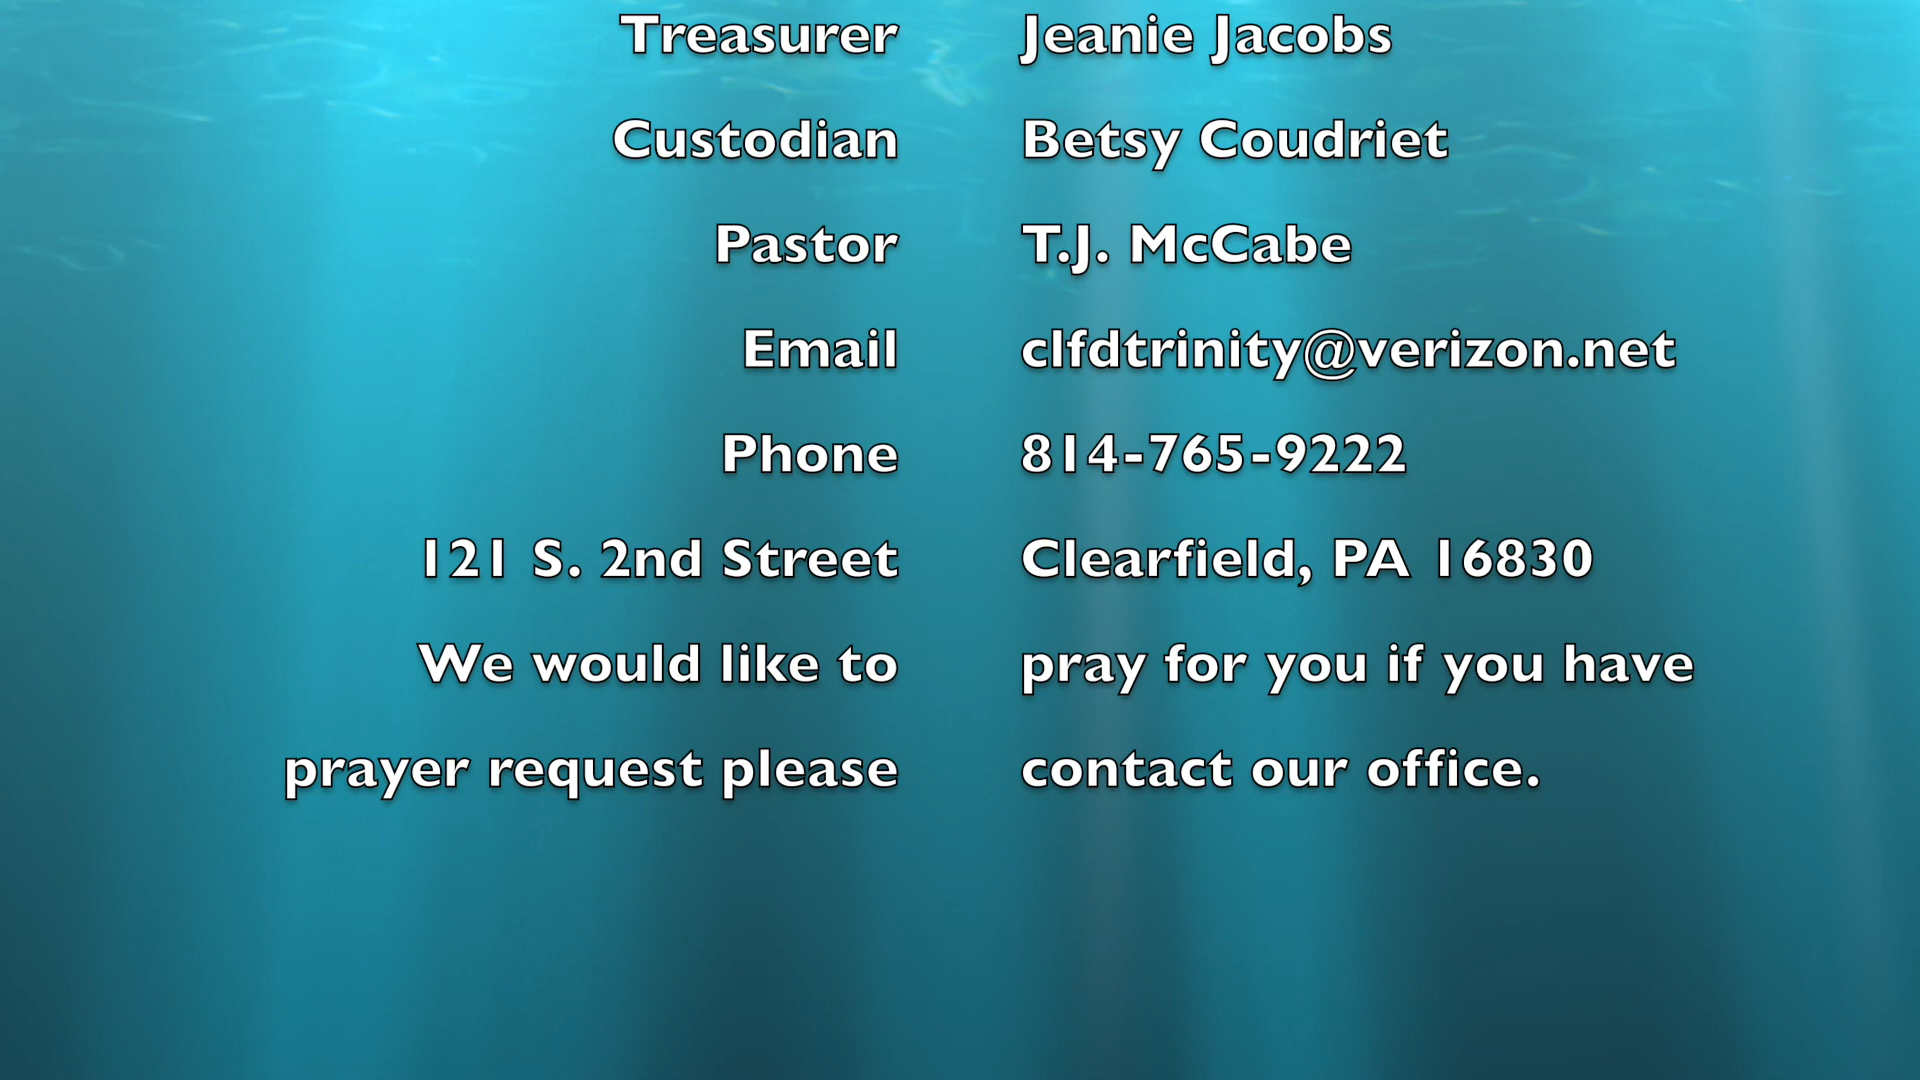 Treasurer Jeanie Jacobs
Custodian Betsy Coudriet
Pastor T.J. McCabe
Email clfdtrinity@verizon.net
Phone 814-765-9222
121 S. 2nd Street Clearfield, PA 16830
We would like to pray for you if you have
prayer request please contact our office.